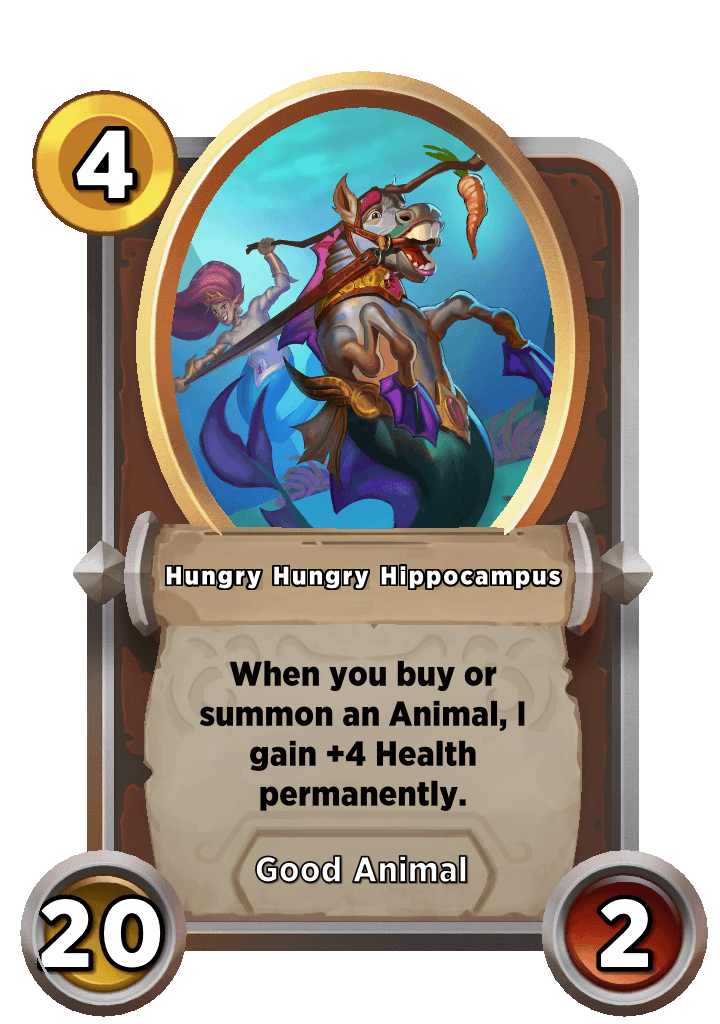 4
Hungry Hungry Hippocampus
When you buy or
summon an Animal, I
gain +4 Health
permanently.
Good Animal
20
2